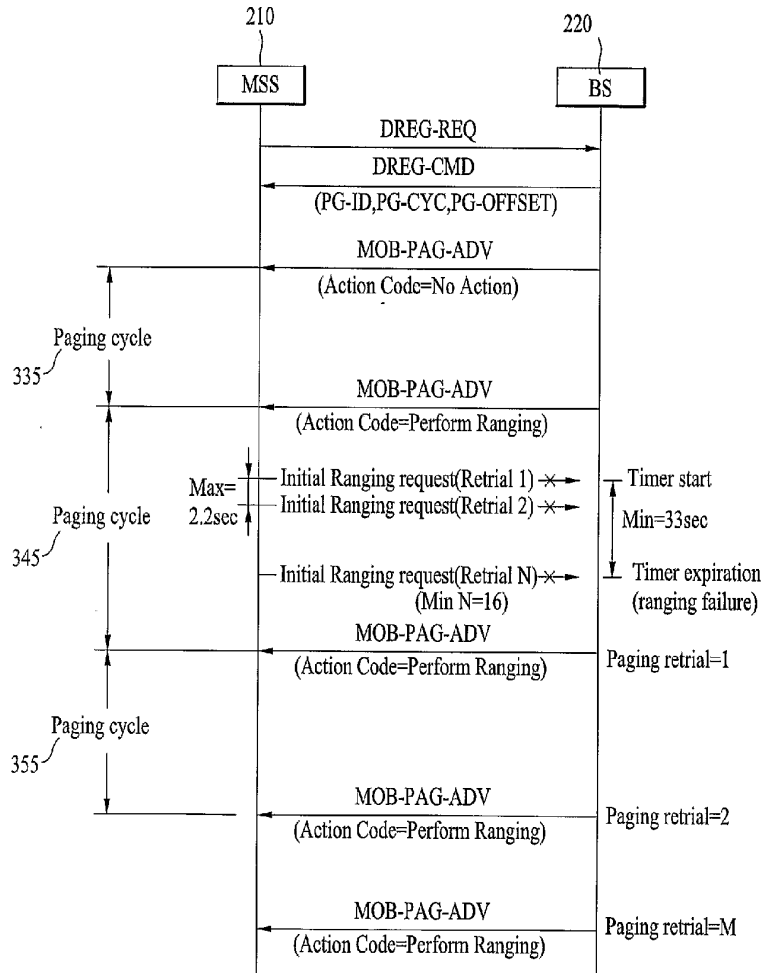 210
220
MSS
BS
DREG-REQ
DREG-CMD
(PG-ID,PG-CYC,PG-OFFSET)
MOB-PAG-ADV
(Action Code=No Action)
Paging cycle
335
MOB-PAG-ADV
(Action Code=Perform Ranging)
Initial Ranging request(Retrial 1)
Timer start
Max=
2.2sec
Initial Ranging request(Retrial 2)
Min=33sec
Paging cycle
345
Initial Ranging request(Retrial N)
(Min N=16)
Timer expiration
(ranging failure)
MOB-PAG-ADV
(Action Code=Perform Ranging)
Paging retrial=1
Paging cycle
355
MOB-PAG-ADV
(Action Code=Perform Ranging)
Paging retrial=2
MOB-PAG-ADV
(Action Code=Perform Ranging)
Paging retrial=M